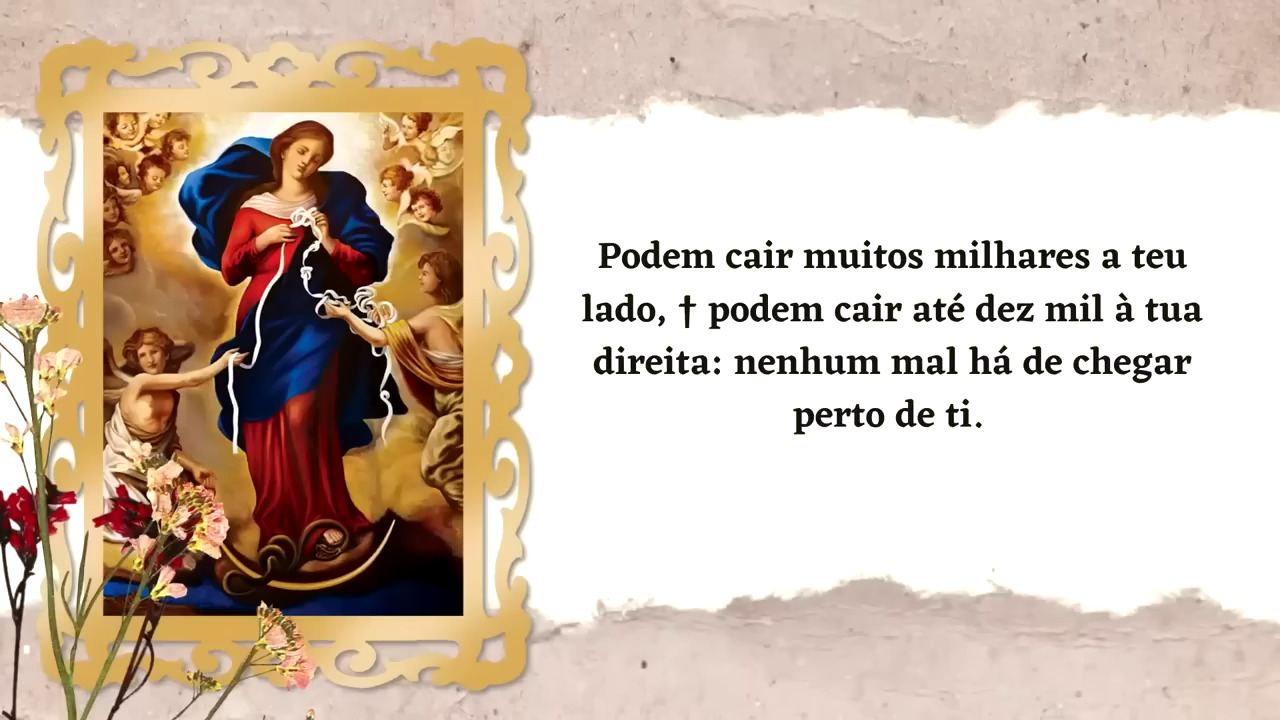 Podem cair muitos milhares a teu
lado, † podem cair até dez mil à tua
direita: nenhum mal há de chegar
perto de ti.